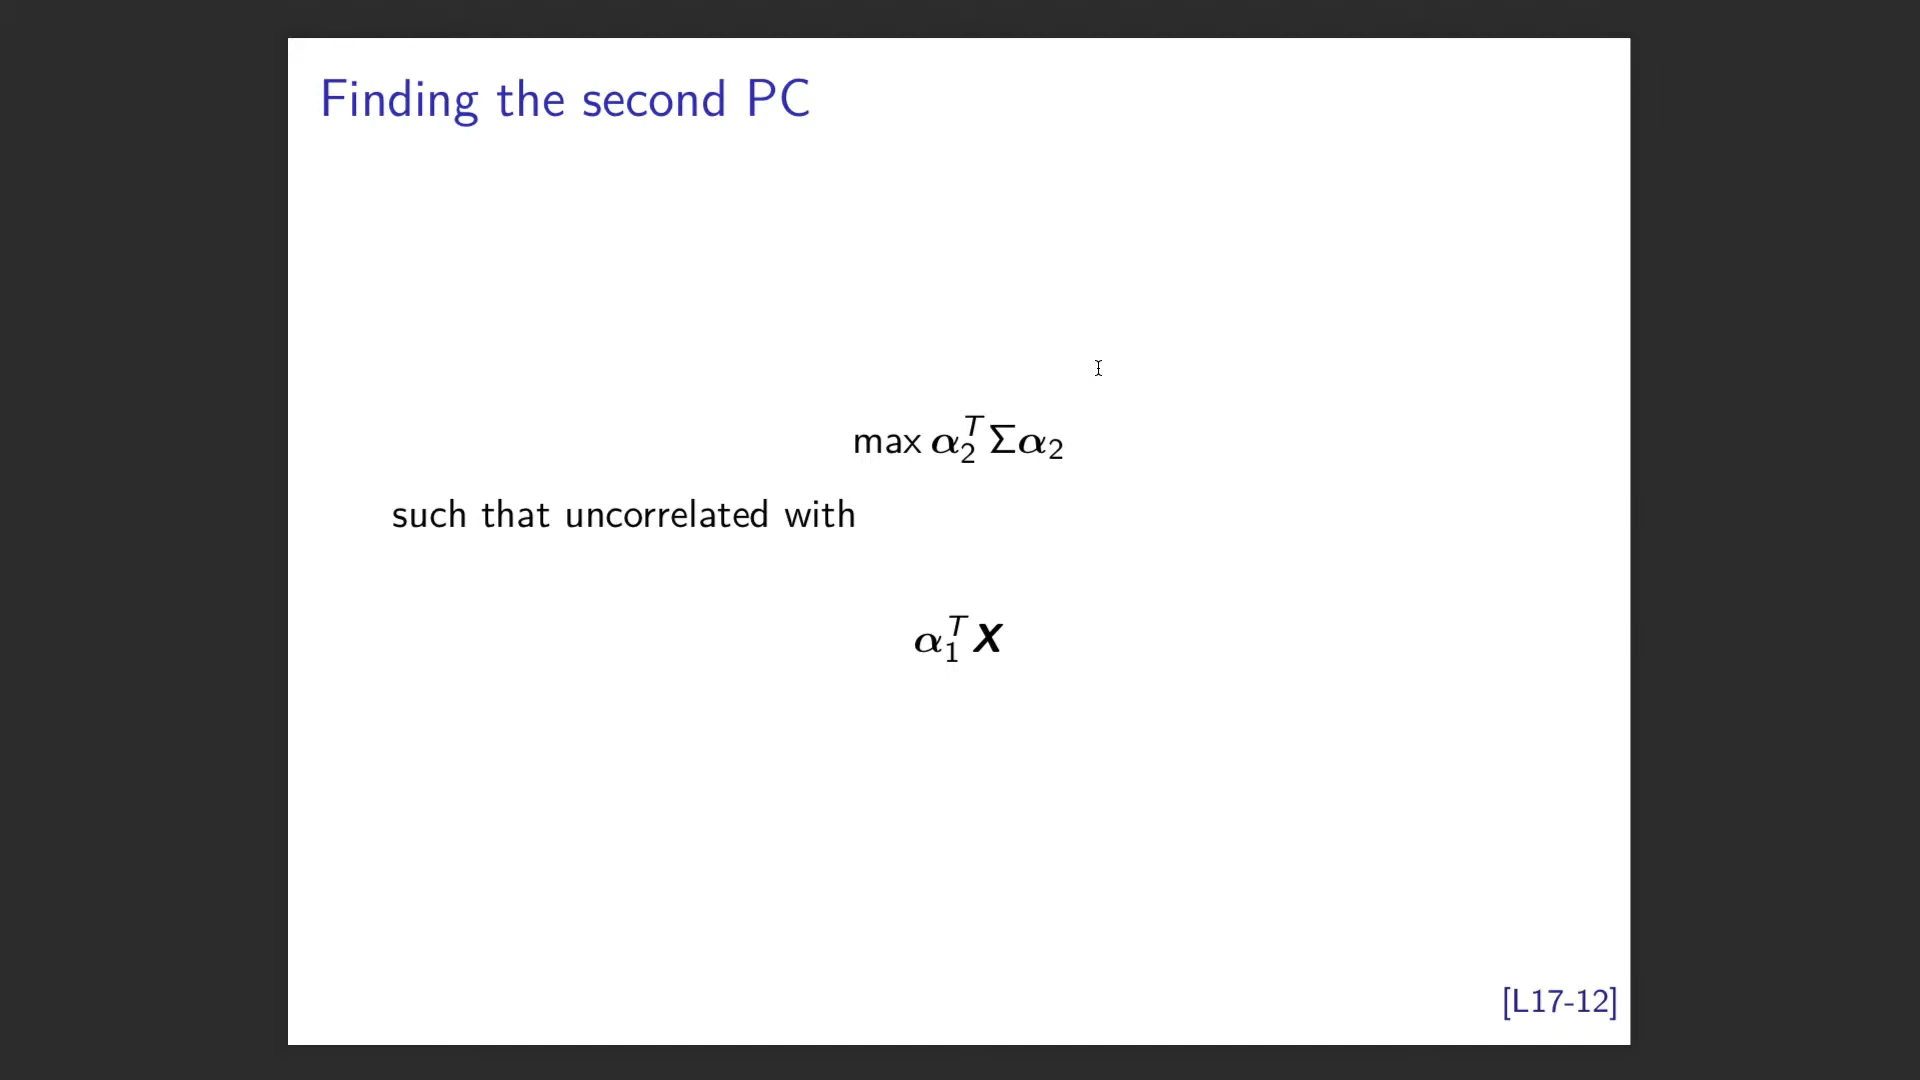 Finding the second PC
max α₂ᵀΣα₂
such that uncorrelated with
α₁ᵀX
[L17-12]